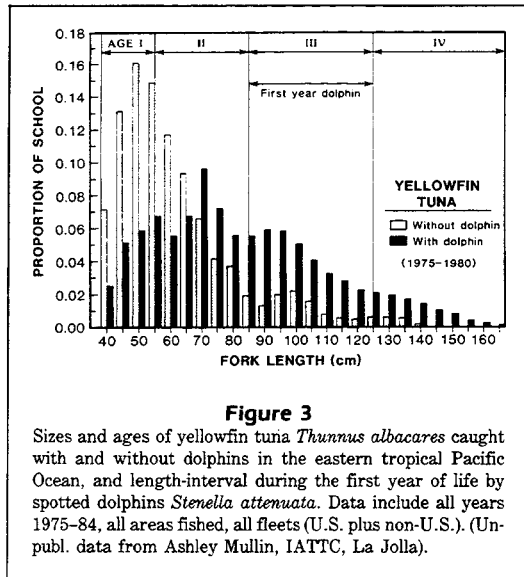 0.18
0.16
0.14
0.12
0.10
0.08
0.06
0.04
0.02
0.00
PROPORTION OF SCHOOL
AGE I II III IV
First year dolphin
YELLOWFIN
TUNA
Without dolphin
With dolphin
(1975-1980)
40 50 60 70 80 90 100 110 120 130 140 150 160
FORK LENGTH (cm)
Figure 3
Sizes and ages of yellowfin tuna Thunnus albacares caught
with and without dolphins in the eastern tropical Pacific
Ocean, and length-interval during the first year of life by
spotted dolphins Stenella attenuata. Data include all years
1975-84, all areas fished, all fleets (U.S. plus non-U.S.). (Un-
publ. data from Ashley Mullin, IATTC, La Jolla).